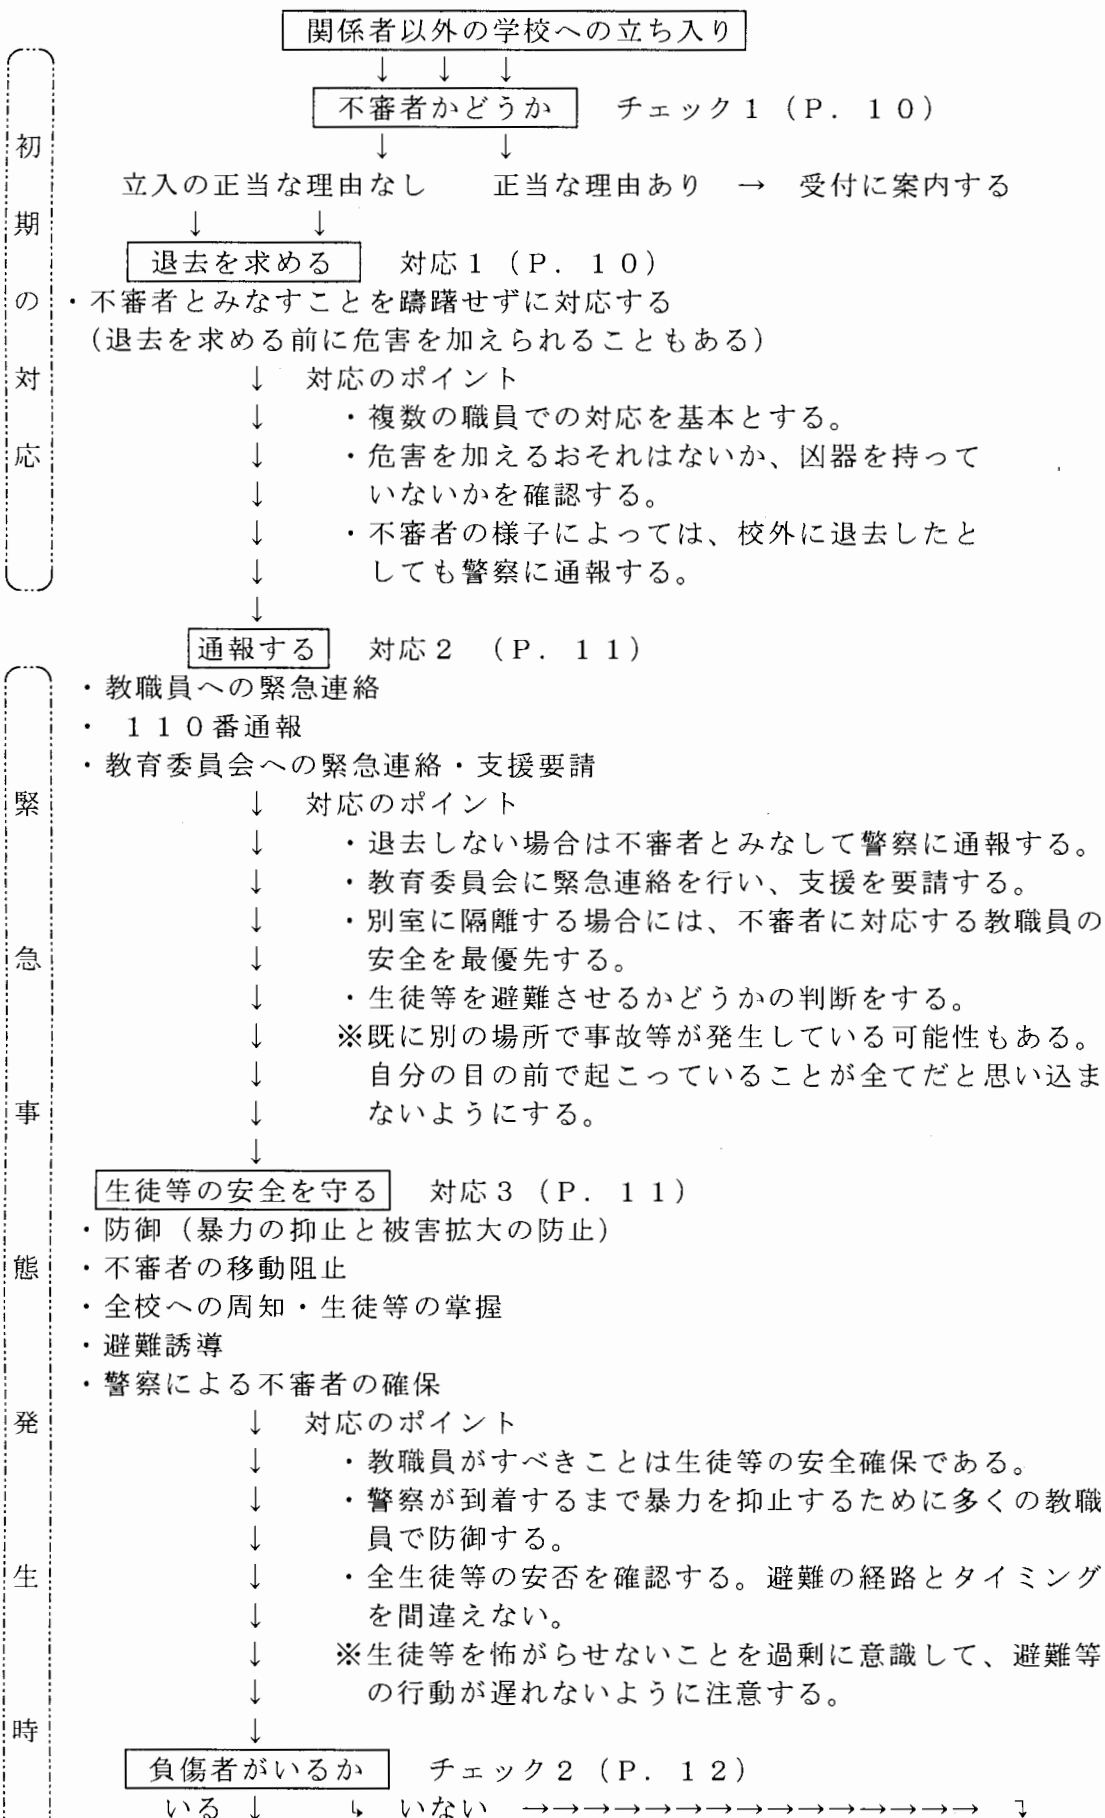 関係者以外の学校への立ち入り
↓ ↓ ↓
不審者かどうか チェック1(P.10)
↓ ↓
立入の正当な理由なし 正当な理由あり → 受付に案内する
↓ ↓
退去を求める 対応1(P.10)
・不審者とみなすことを躊躇せずに対応する
(退去を求める前に危害を加えられることもある)
↓ 対応のポイント
↓ ・複数の職員での対応を基本とする。
↓ ・危害を加えるおそれはないか、凶器を持って
↓ いないかを確認する。
↓ ・不審者の様子によっては、校外に退去したと
↓ しても警察に通報する。
↓
初期の対応
通報する 対応2 (P.11)
・教職員への緊急連絡
・ 110番通報
・教育委員会への緊急連絡・支援要請
↓ 対応のポイント
↓ ・退去しない場合は不審者とみなして警察に通報する。
↓ ・教育委員会に緊急連絡を行い、支援を要請する。
↓ ・別室に隔離する場合には、不審者に対応する教職員の
↓ 安全を最優先する。
↓ ・生徒等を避難させるかどうかの判断をする。
↓ ※既に別の場所で事故等が発生している可能性もある。
↓ 自分の目の前で起こっていることが全てだと思い込ま
↓ ないようにする。
↓
生徒等の安全を守る 対応3(P.11)
・防御(暴力の抑止と被害拡大の防止)
・不審者の移動阻止
・全校への周知・生徒等の掌握
・避難誘導
・警察による不審者の確保
↓ 対応のポイント
↓ ・教職員がすべきことは生徒等の安全確保である。
↓ ・警察が到着するまで暴力を抑止するために多くの教職
↓ 員で防御する。
↓ ・全生徒等の安否を確認する。避難の経路とタイミング
↓ を間違えない。
↓ ※生徒等を怖がらせないことを過剰に意識して、避難等
↓ の行動が遅れないように注意する。
↓
負傷者がいるか チェック2(P.12)
いる ↓ ↳ いない →→→→→→→→→→→→→→→ ↴
緊急事態発生時